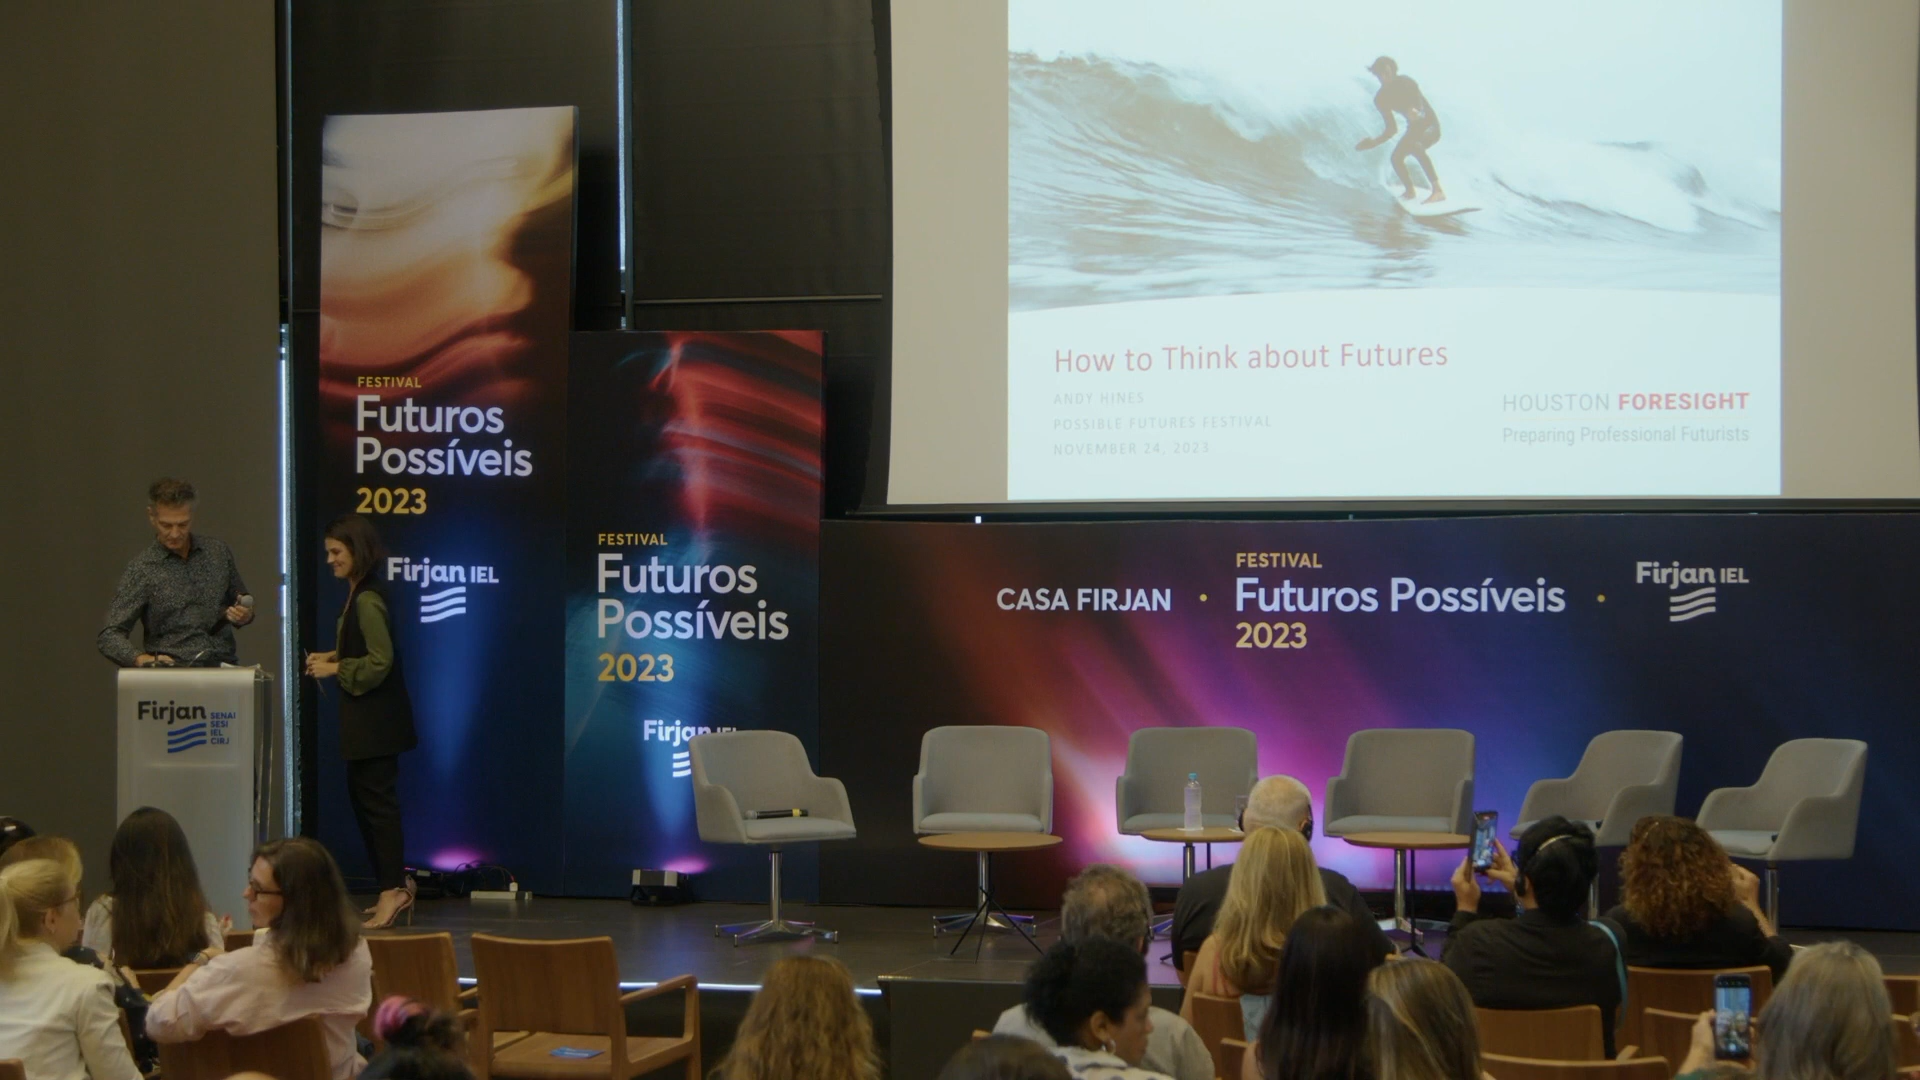 How to Think about Futures
ANDY HINES
POSSIBLE FUTURES FESTIVAL
NOVEMBER 24, 2023
HOUSTON FORESIGHT
Preparing Professional Futurists
FESTIVAL
Futuros
Possíveis
2023
Firjan IEL
FESTIVAL
Futuros
Possíveis
2023
Firjan IEL
CASA FIRJAN
FESTIVAL
Futuros Possíveis
2023
Firjan IEL
Firjan
SENAI
SESI
IEL
CIRJ